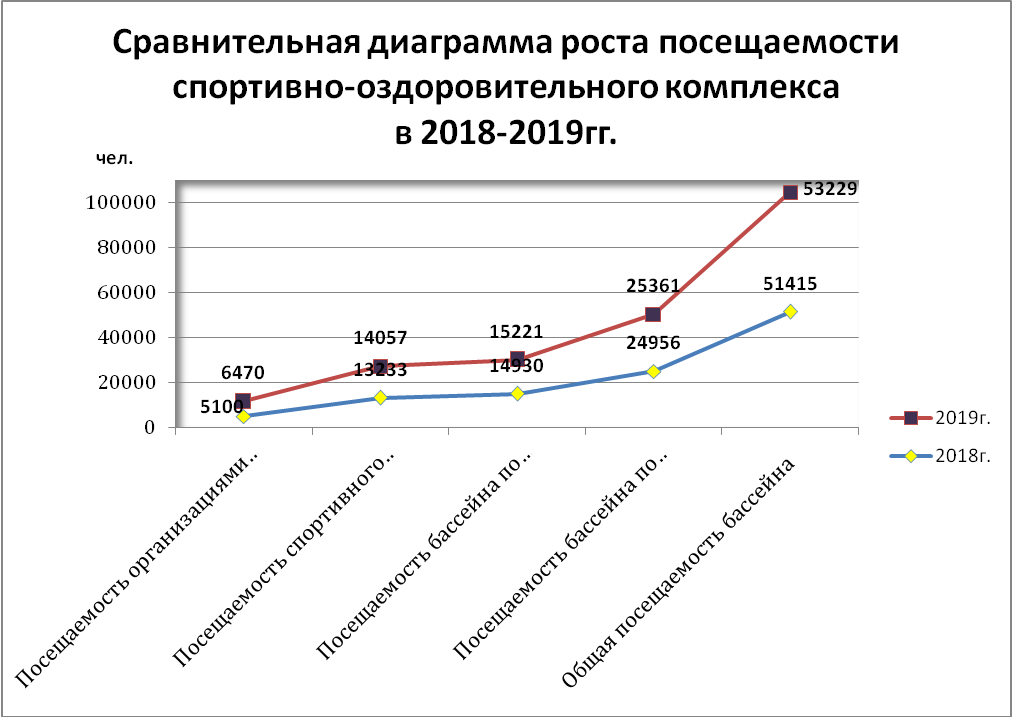 Сравнительная диаграмма роста посещаемости
спортивно-оздоровительного комплекса
в 2018-2019гг.
чел.
100000
80000
60000
40000
20000
0
6470
14057
15221
25361
53229
5100
13233
14930
24956
51415
Посещаемость организациями..
Посещаемость спортивного..
Посещаемость бассейна по..
Посещаемость бассейна по..
Общая посещаемость бассейна
2019г.
2018г.